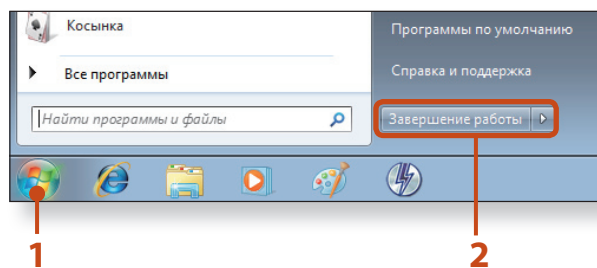 Косынка
Программы по умолчанию
Все программы
Справка и поддержка
Найти программы и файлы
Завершение работы
1
2